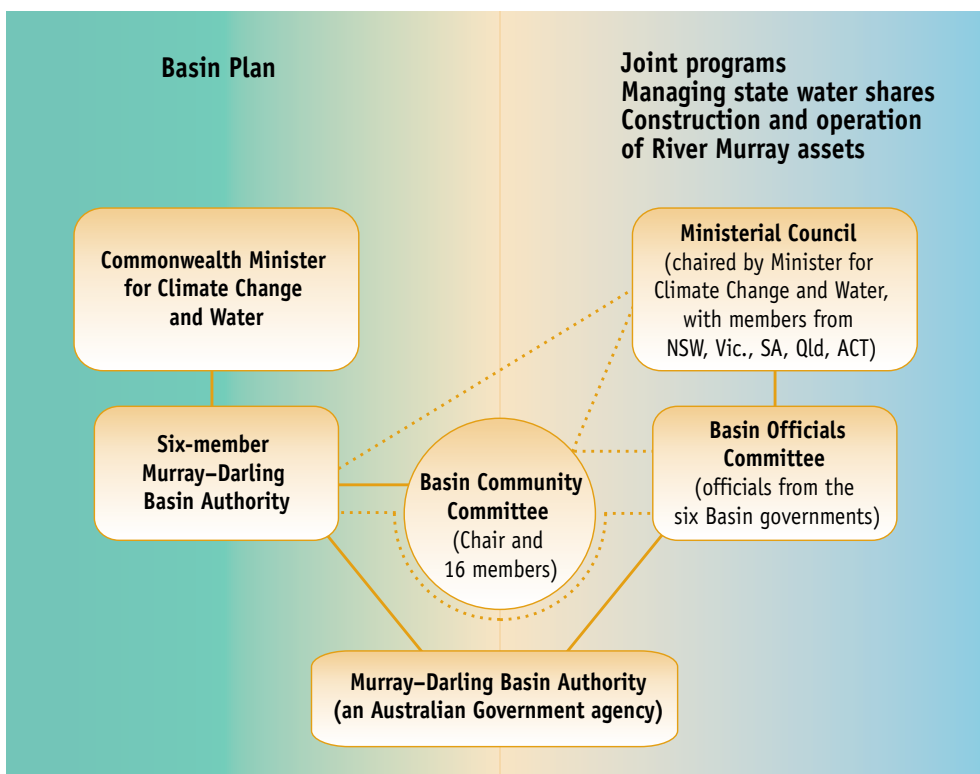 Basin Plan
Joint programs
Managing state water shares
Construction and operation
of River Murray assets
Commonwealth Minister
for Climate Change
and Water
Ministerial Council
(chaired by Minister for
Climate Change and Water,
with members from
NSW, Vic., SA, Qld, ACT)
Six-member
Murray–Darling
Basin Authority
Basin Community
Committee
(Chair and
16 members)
Basin Officials
Committee
(officials from the
six Basin governments)
Murray–Darling Basin Authority
(an Australian Government agency)